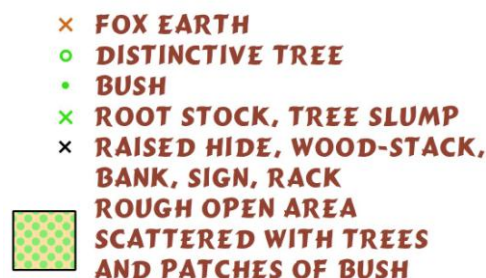 FOX EARTH
DISTINCTIVE TREE
BUSH
ROOT STOCK, TREE SLUMP
RAISED HIDE, WOOD-STACK,
BANK, SIGN, RACK
ROUGH OPEN AREA
SCATTERED WITH TREES
AND PATCHES OF BUSH